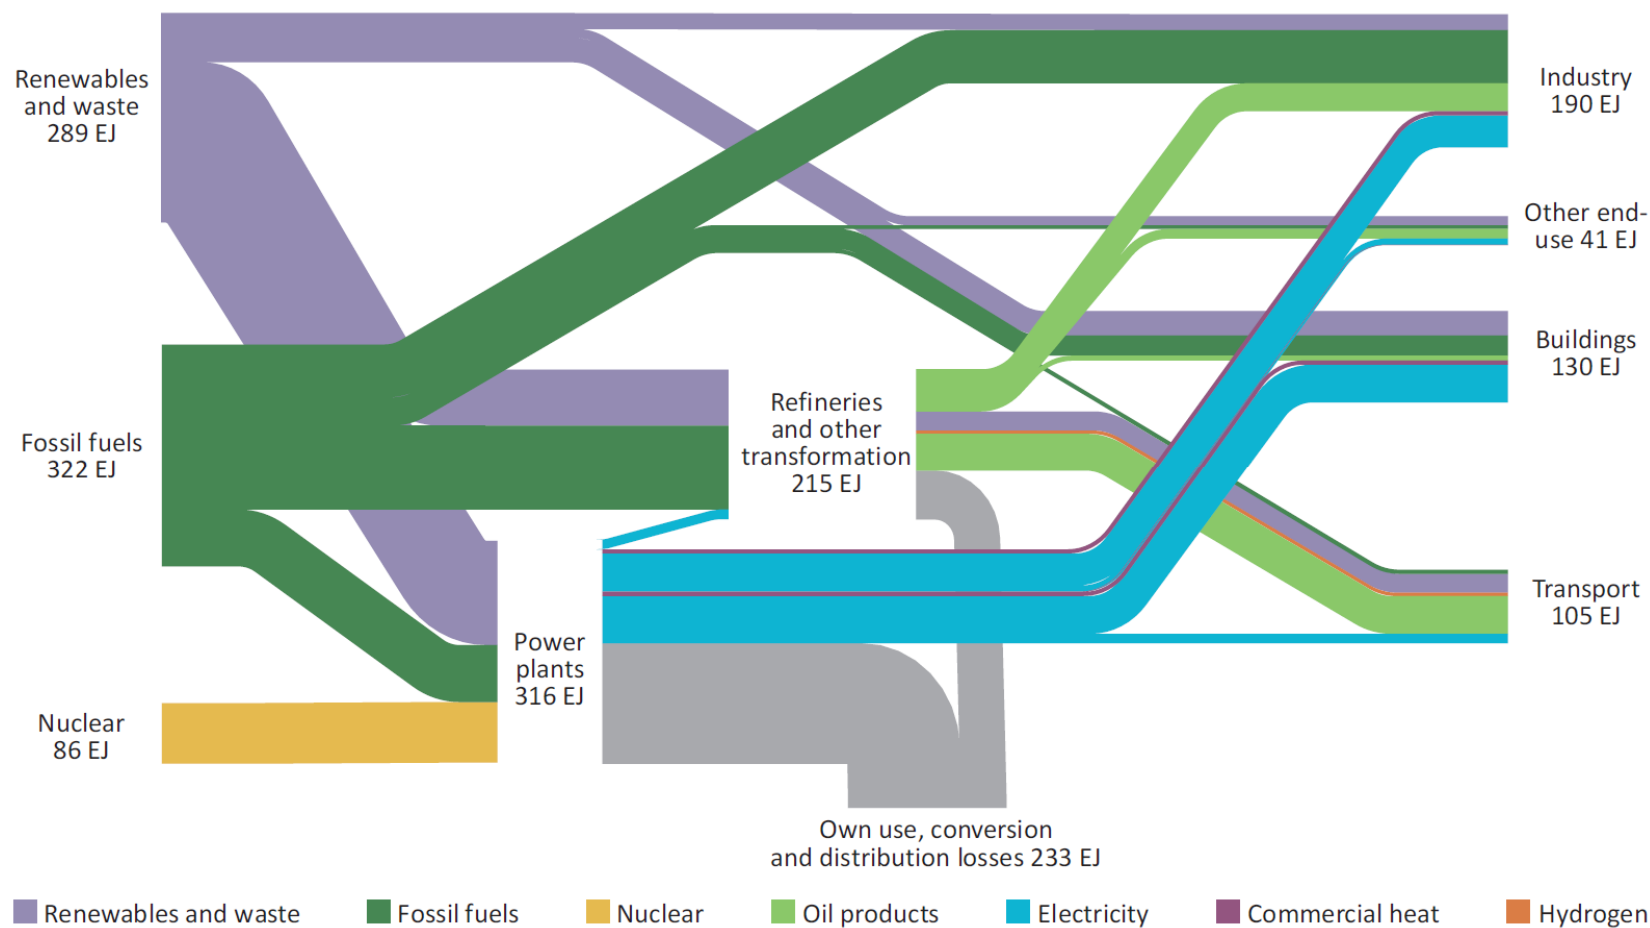 Renewables
and waste
289 EJ
Fossil fuels
322 EJ
Nuclear
86 EJ
Refineries
and other
transformation
215 EJ
Power
plants
316 EJ
Own use, conversion
and distribution losses 233 EJ
Industry
190 EJ
Other end-
use 41 EJ
Buildings
130 EJ
Transport
105 EJ
Renewables and waste
Fossil fuels
Nuclear
Oil products
Electricity
Commercial heat
Hydrogen